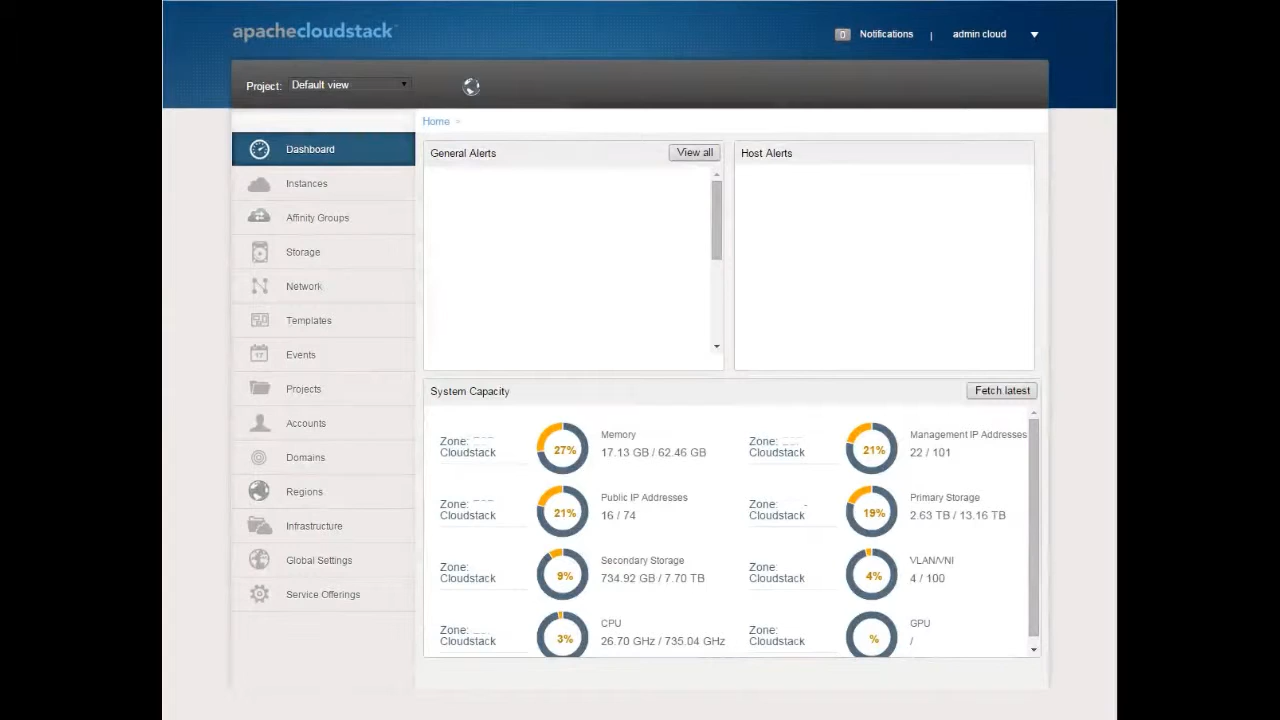 apachecloudstack
0 Notifications | admin cloud
Project: Default view
Home
Dashboard
Instances
Affinity Groups
Storage
Network
Templates
Events
Projects
Accounts
Domains
Regions
Infrastructure
Global Settings
Service Offerings
General Alerts
View all
Host Alerts
System Capacity
Fetch latest
Zone:
Cloudstack
27%
Memory
17.13 GB / 62.46 GB
Zone:
Cloudstack
21%
Management IP Addresses
22 / 101
Zone:
Cloudstack
21%
Public IP Addresses
16 / 74
Zone:
Cloudstack
19%
Primary Storage
2.63 TB / 13.16 TB
Zone:
Cloudstack
9%
Secondary Storage
734.92 GB / 7.70 TB
Zone:
Cloudstack
4%
VLAN/VNI
4 / 100
Zone:
Cloudstack
3%
CPU
26.70 GHz / 735.04 GHz
Zone:
Cloudstack
%
GPU
/